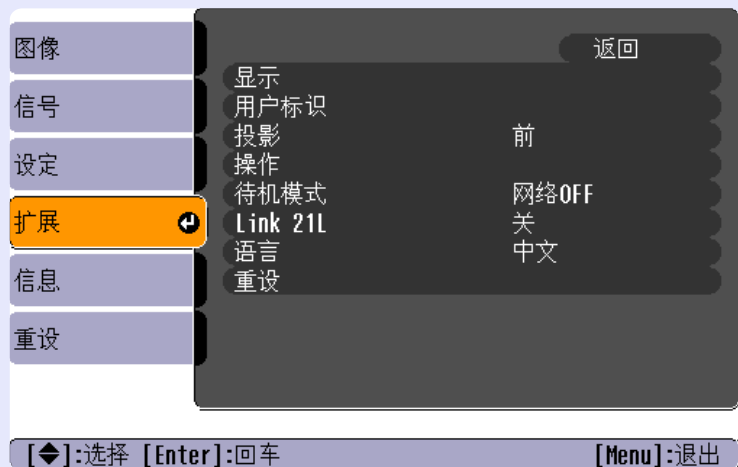 图像
信号
设定
扩展
信息
重设
返回
显示
用户标识
投影 前
操作
待机模式 网络OFF
Link 21L 关
语言 中文
重设
[◆]:选择 [Enter]:回车 [Menu]:退出